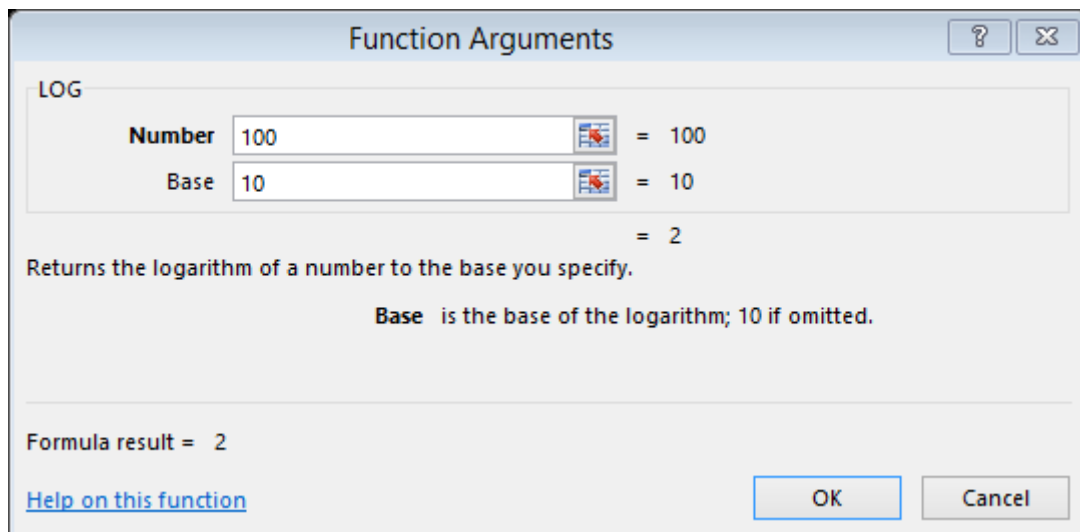 Function Arguments
?
LOG
Number 100 = 100
Base 10 = 10
= 2
Returns the logarithm of a number to the base you specify.
Base is the base of the logarithm; 10 if omitted.
Formula result = 2
Help on this function
OK Cancel